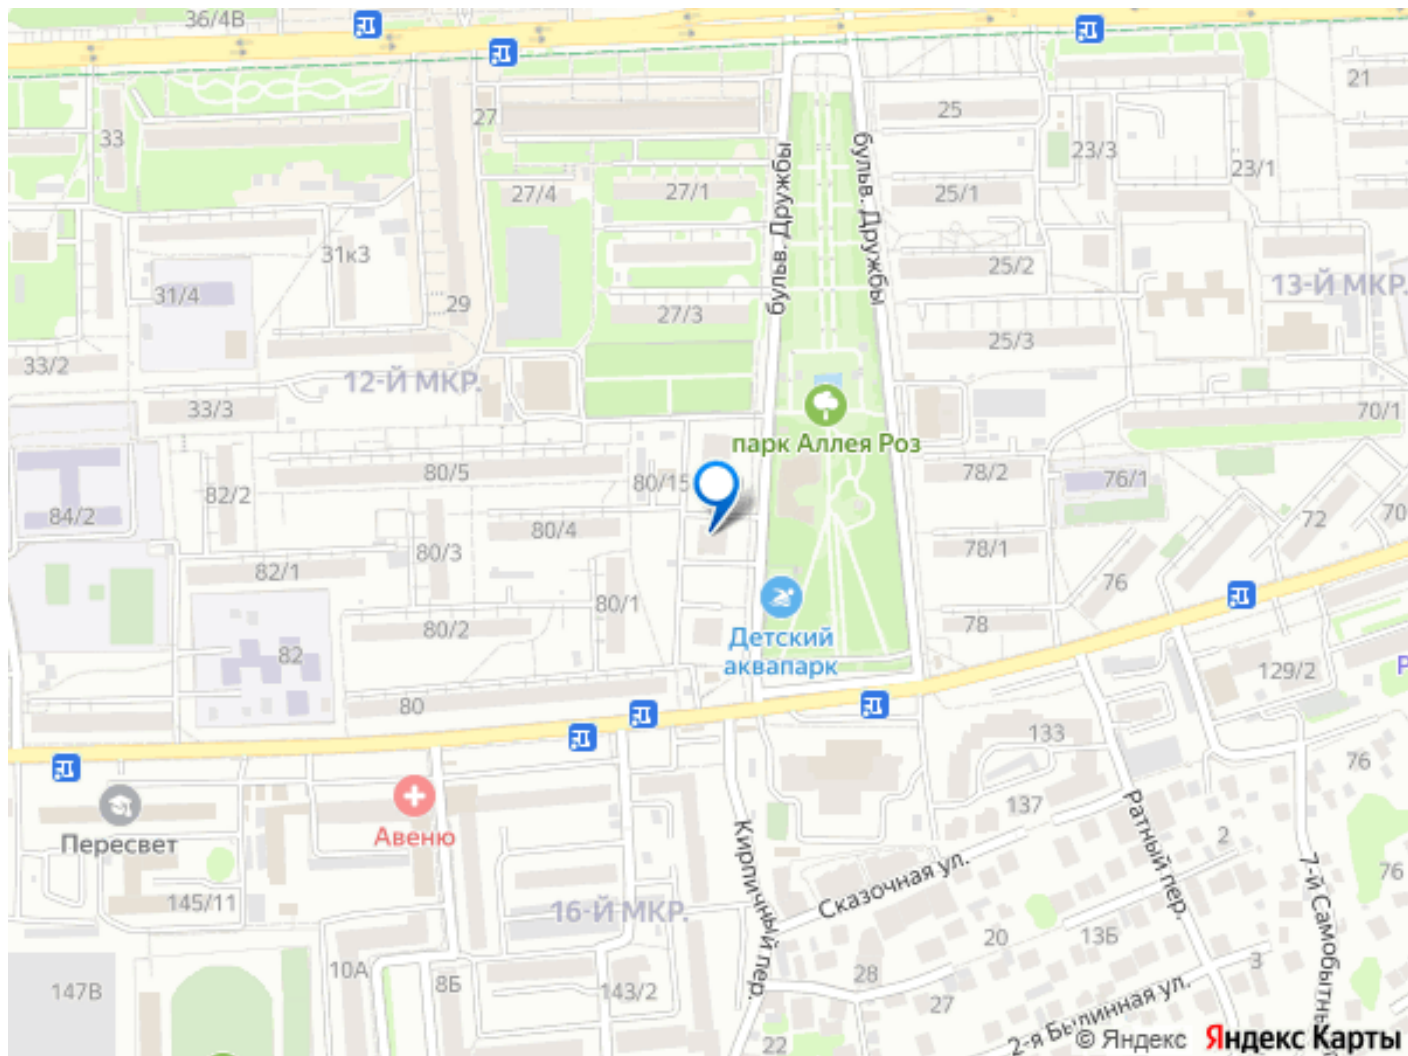 36/4В
21
33
27
25
23/3
23/1
27/4
27/1
25/1
бульв. Дружбы
бульв. Дружбы
31к3
25/2
31/4
29
27/3
13-Й МКР.
33/2
25/3
12-Й МКР.
33/3
70/1
парк Аллея Роз
82/2
80/5
80/15
78/2
76/1
84/2
80/4
72
70
80/3
78/1
82/1
76
80/1
80/2
78
Детский
аквапарк
82
129/2
Р
80
133
76
137
Пересвет
Авеню
Кирпичный пер.
Ратный пер.
2
7-й Самобытны
76
Сказочная ул.
145/11
16-Й МКР.
20
13Б
10А
8Б
28
3
147В
143/2
27
2-я Былинная ул.
22
© Яндекс Яндекс Карты